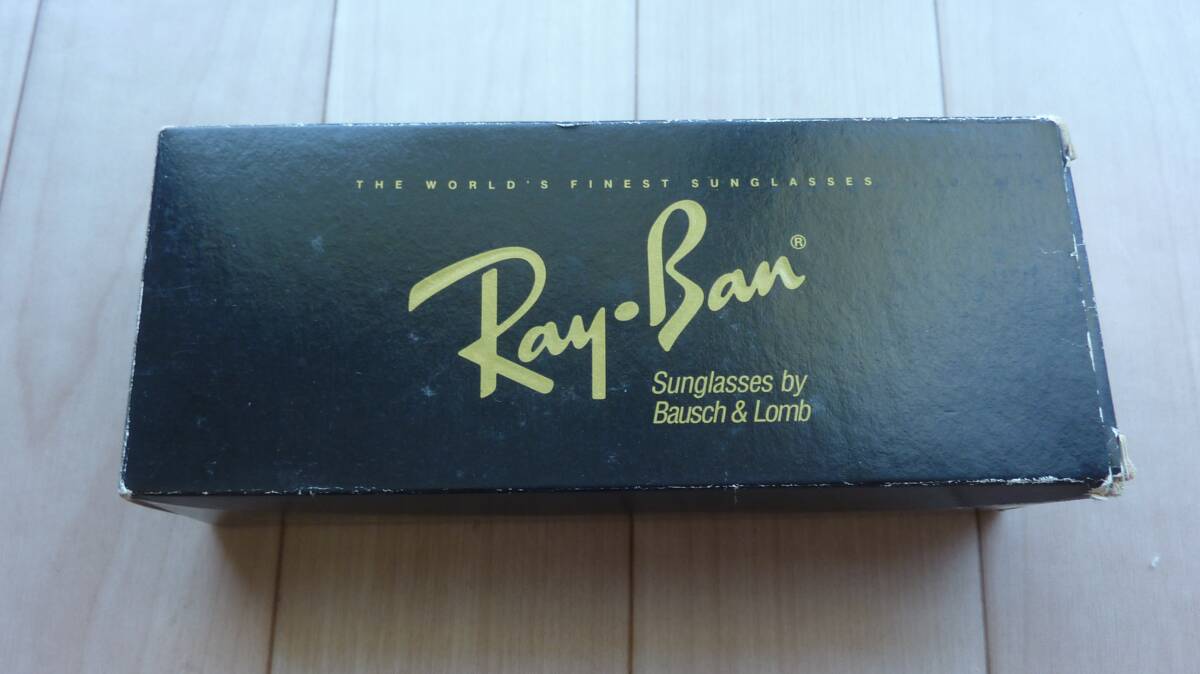 THE WORLD'S FINEST SUNGLASSES
Ray·Ban®
Sunglasses by
Bausch & Lomb